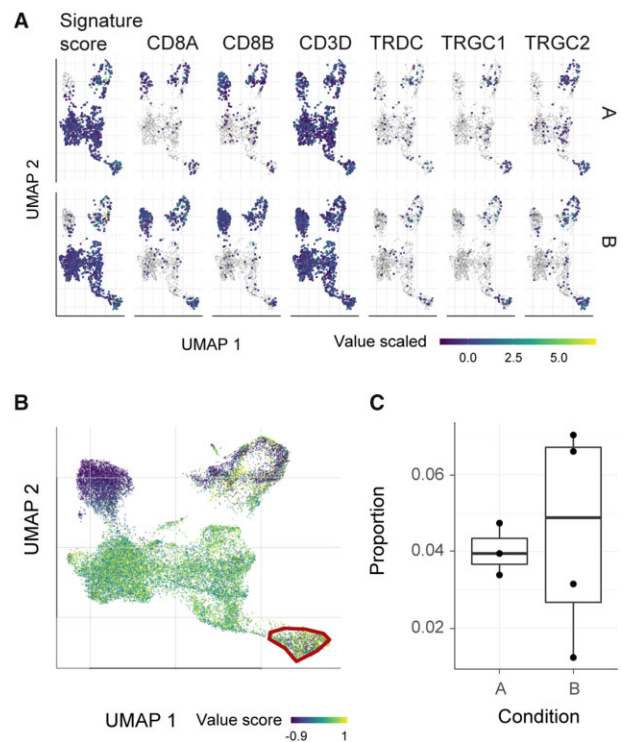 A
Signature score
CD8A CD8B CD3D TRDC TRGC1 TRGC2
UMAP 2
A
B
UMAP 1
Value scaled
0.0 2.5 5.0
B
UMAP 2
UMAP 1
Value score
-0.9 1
C
Proportion
0.06
0.04
0.02
A B
Condition